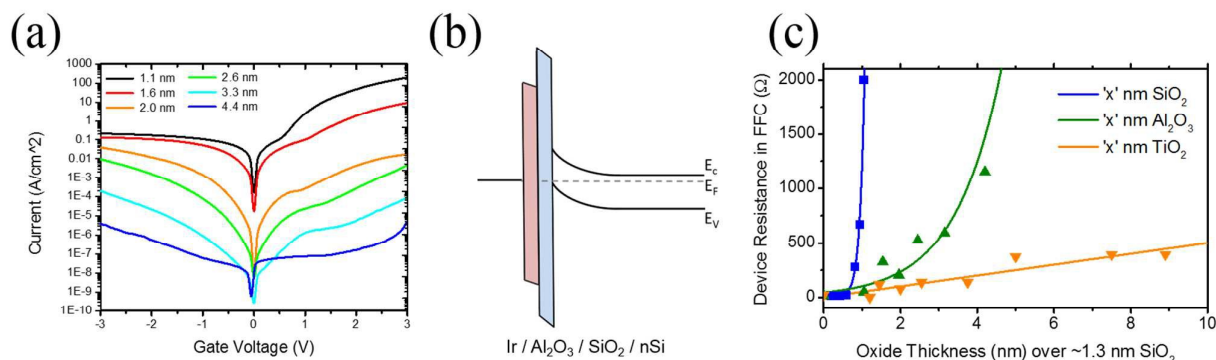 (a)
1000
100
10
1
0.1
0.01
1E-3
1E-4
1E-5
1E-6
1E-7
1E-8
1E-9
1E-10
Current (A/cm^2)
1.1 nm
1.6 nm
2.0 nm
2.6 nm
3.3 nm
4.4 nm
-3 -2 -1 0 1 2 3
Gate Voltage (V)
(b)
Ec
EF
EV
Ir / Al2O3 / SiO2 / nSi
(c)
2000
1500
1000
500
0
Device Resistance in FFC (Ω)
'x' nm SiO2
'x' nm Al2O3
'x' nm TiO2
0 2 4 6 8 10
Oxide Thickness (nm) over ~1.3 nm SiO2